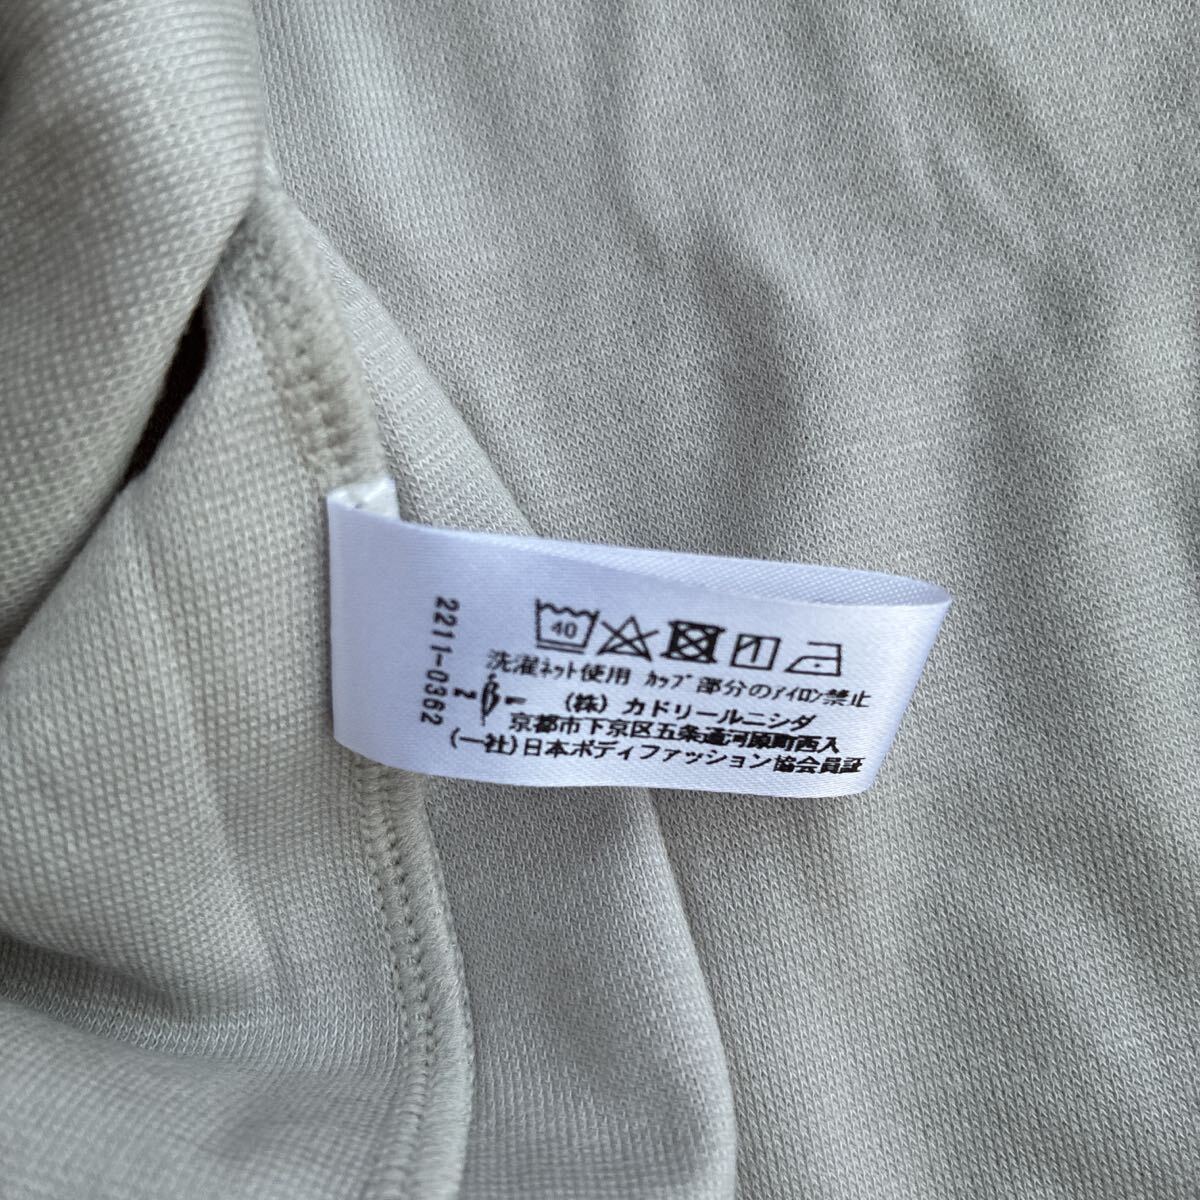 40
洗濯ネット使用 カップ部分のアイロン禁止
(株) カドリールニシダ
京都市下京区五条通河原町西入
(一社)日本ボディファッション協会員証
2211-0362